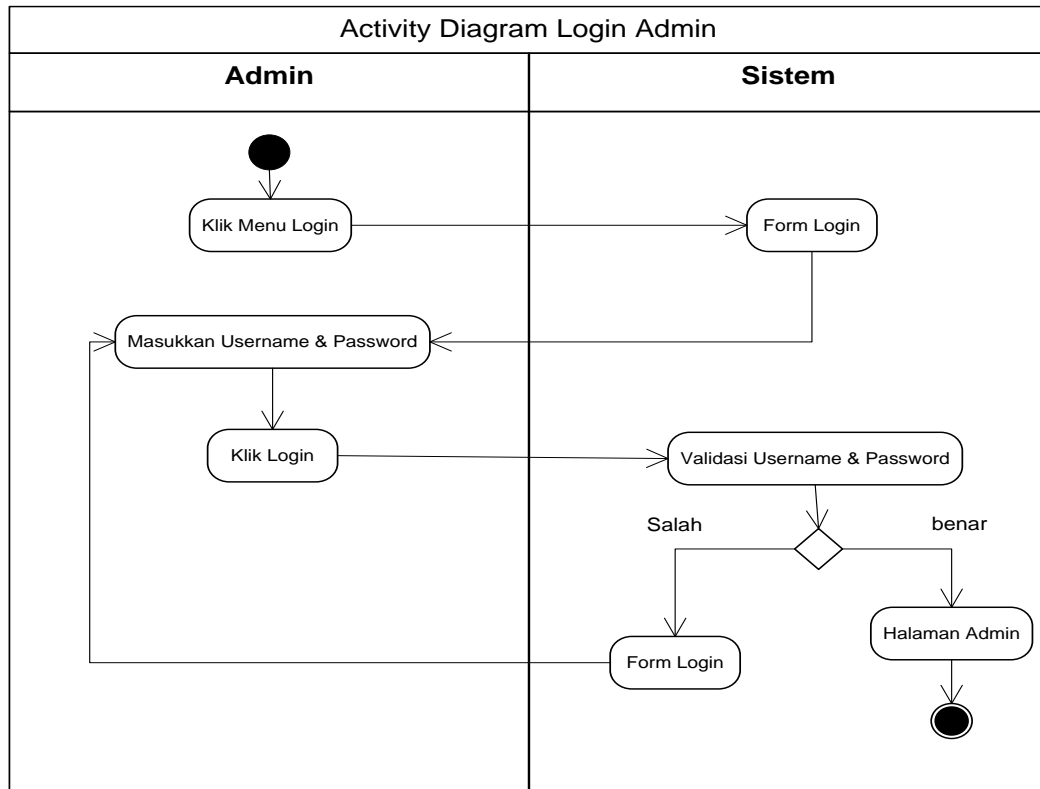 Activity Diagram Login Admin
Admin
Sistem
Klik Menu Login
Form Login
Masukkan Username & Password
Klik Login
Validasi Username & Password
Salah
benar
Halaman Admin
Form Login